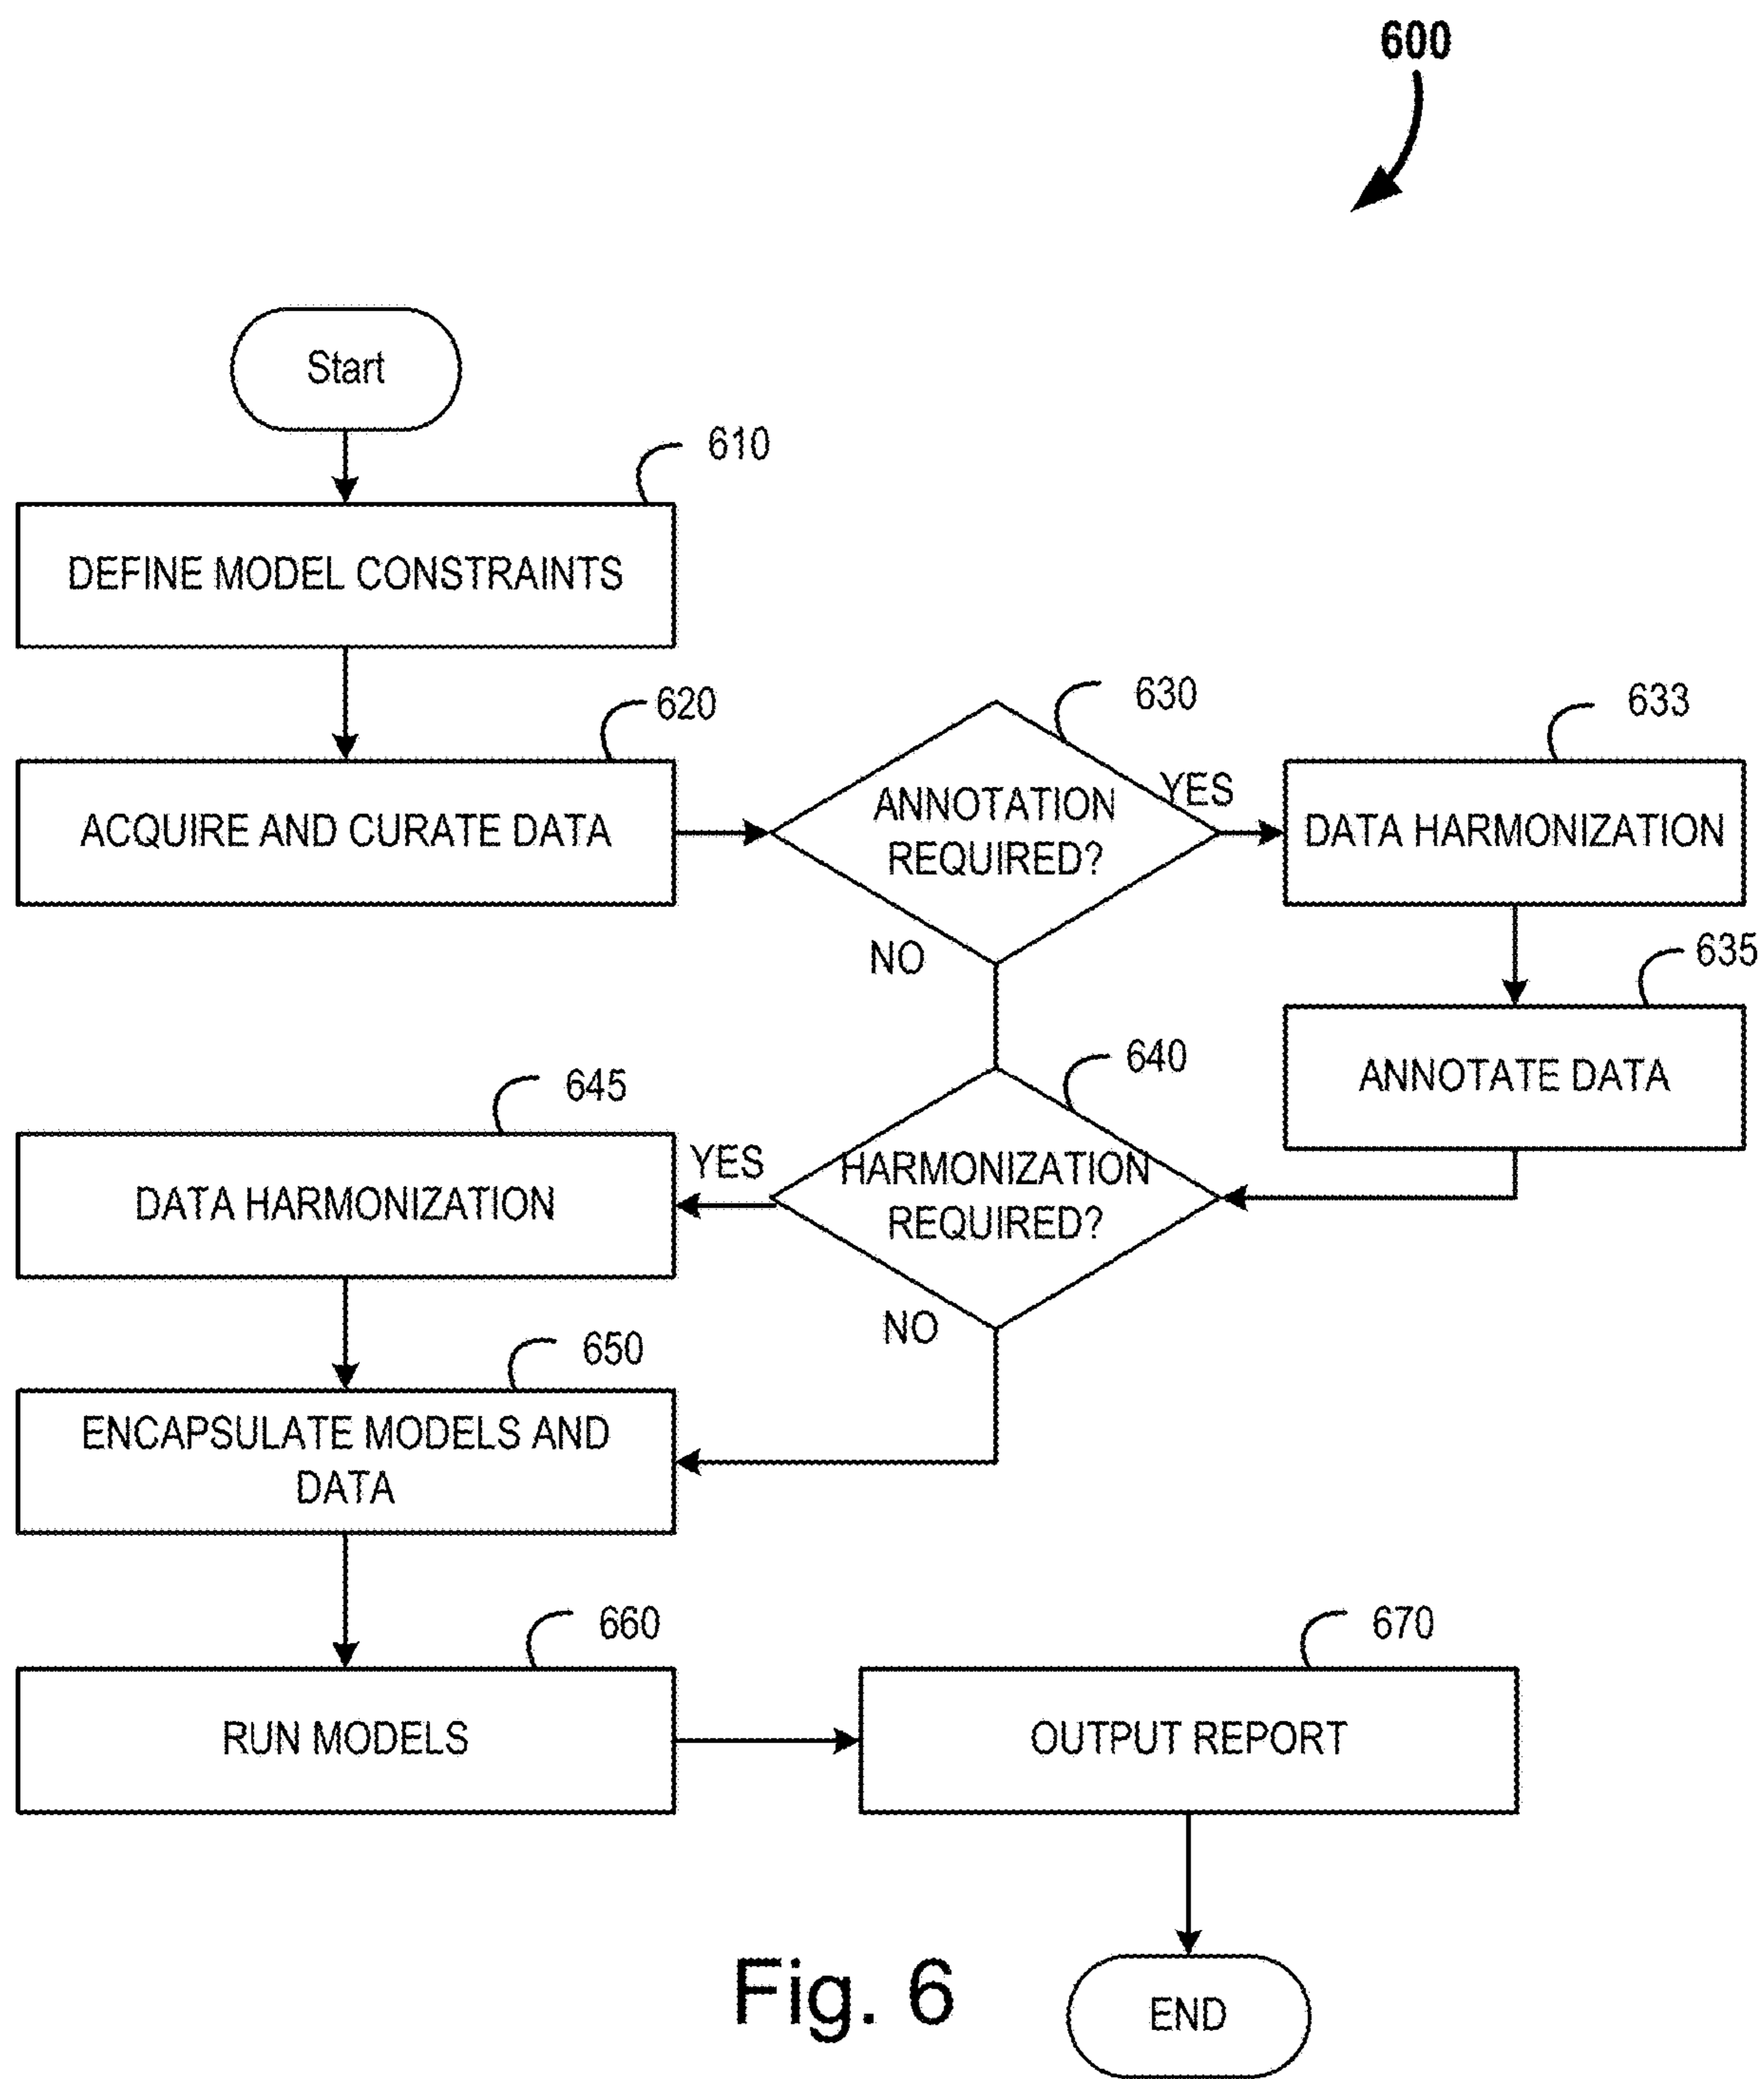 600
Start
610
DEFINE MODEL CONSTRAINTS
620
ACQUIRE AND CURATE DATA
630
ANNOTATION
REQUIRED?
YES
NO
633
DATA HARMONIZATION
635
ANNOTATE DATA
640
HARMONIZATION
REQUIRED?
YES
NO
645
DATA HARMONIZATION
650
ENCAPSULATE MODELS AND
DATA
660
RUN MODELS
670
OUTPUT REPORT
END
Fig. 6